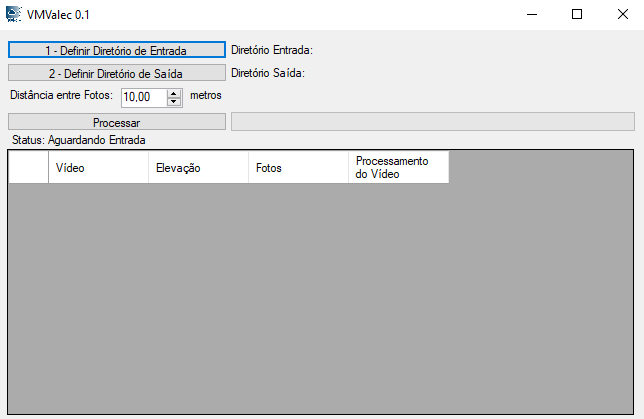 VMValec 0.1
1 - Definir Diretório de Entrada
Diretório Entrada:
2 - Definir Diretório de Saída
Diretório Saída:
Distância entre Fotos: 10,00 metros
Processar
Status: Aguardando Entrada
Vídeo
Elevação
Fotos
Processamento
do Vídeo